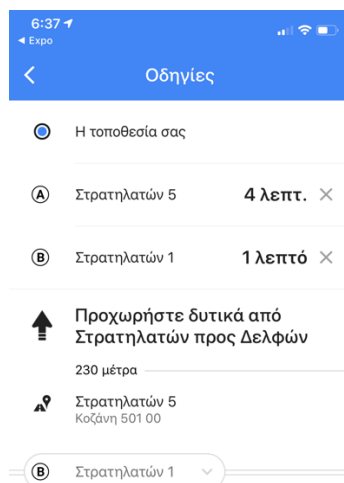 6:37
◀ Expo
Οδηγίες
Η τοποθεσία σας
A Στρατηλατών 5 4 λεπτ.
B Στρατηλατών 1 1 λεπτό
Προχωρήστε δυτικά από
Στρατηλατών προς Δελφών
230 μέτρα
Στρατηλατών 5
Κοζάνη 501 00
B Στρατηλατών 1